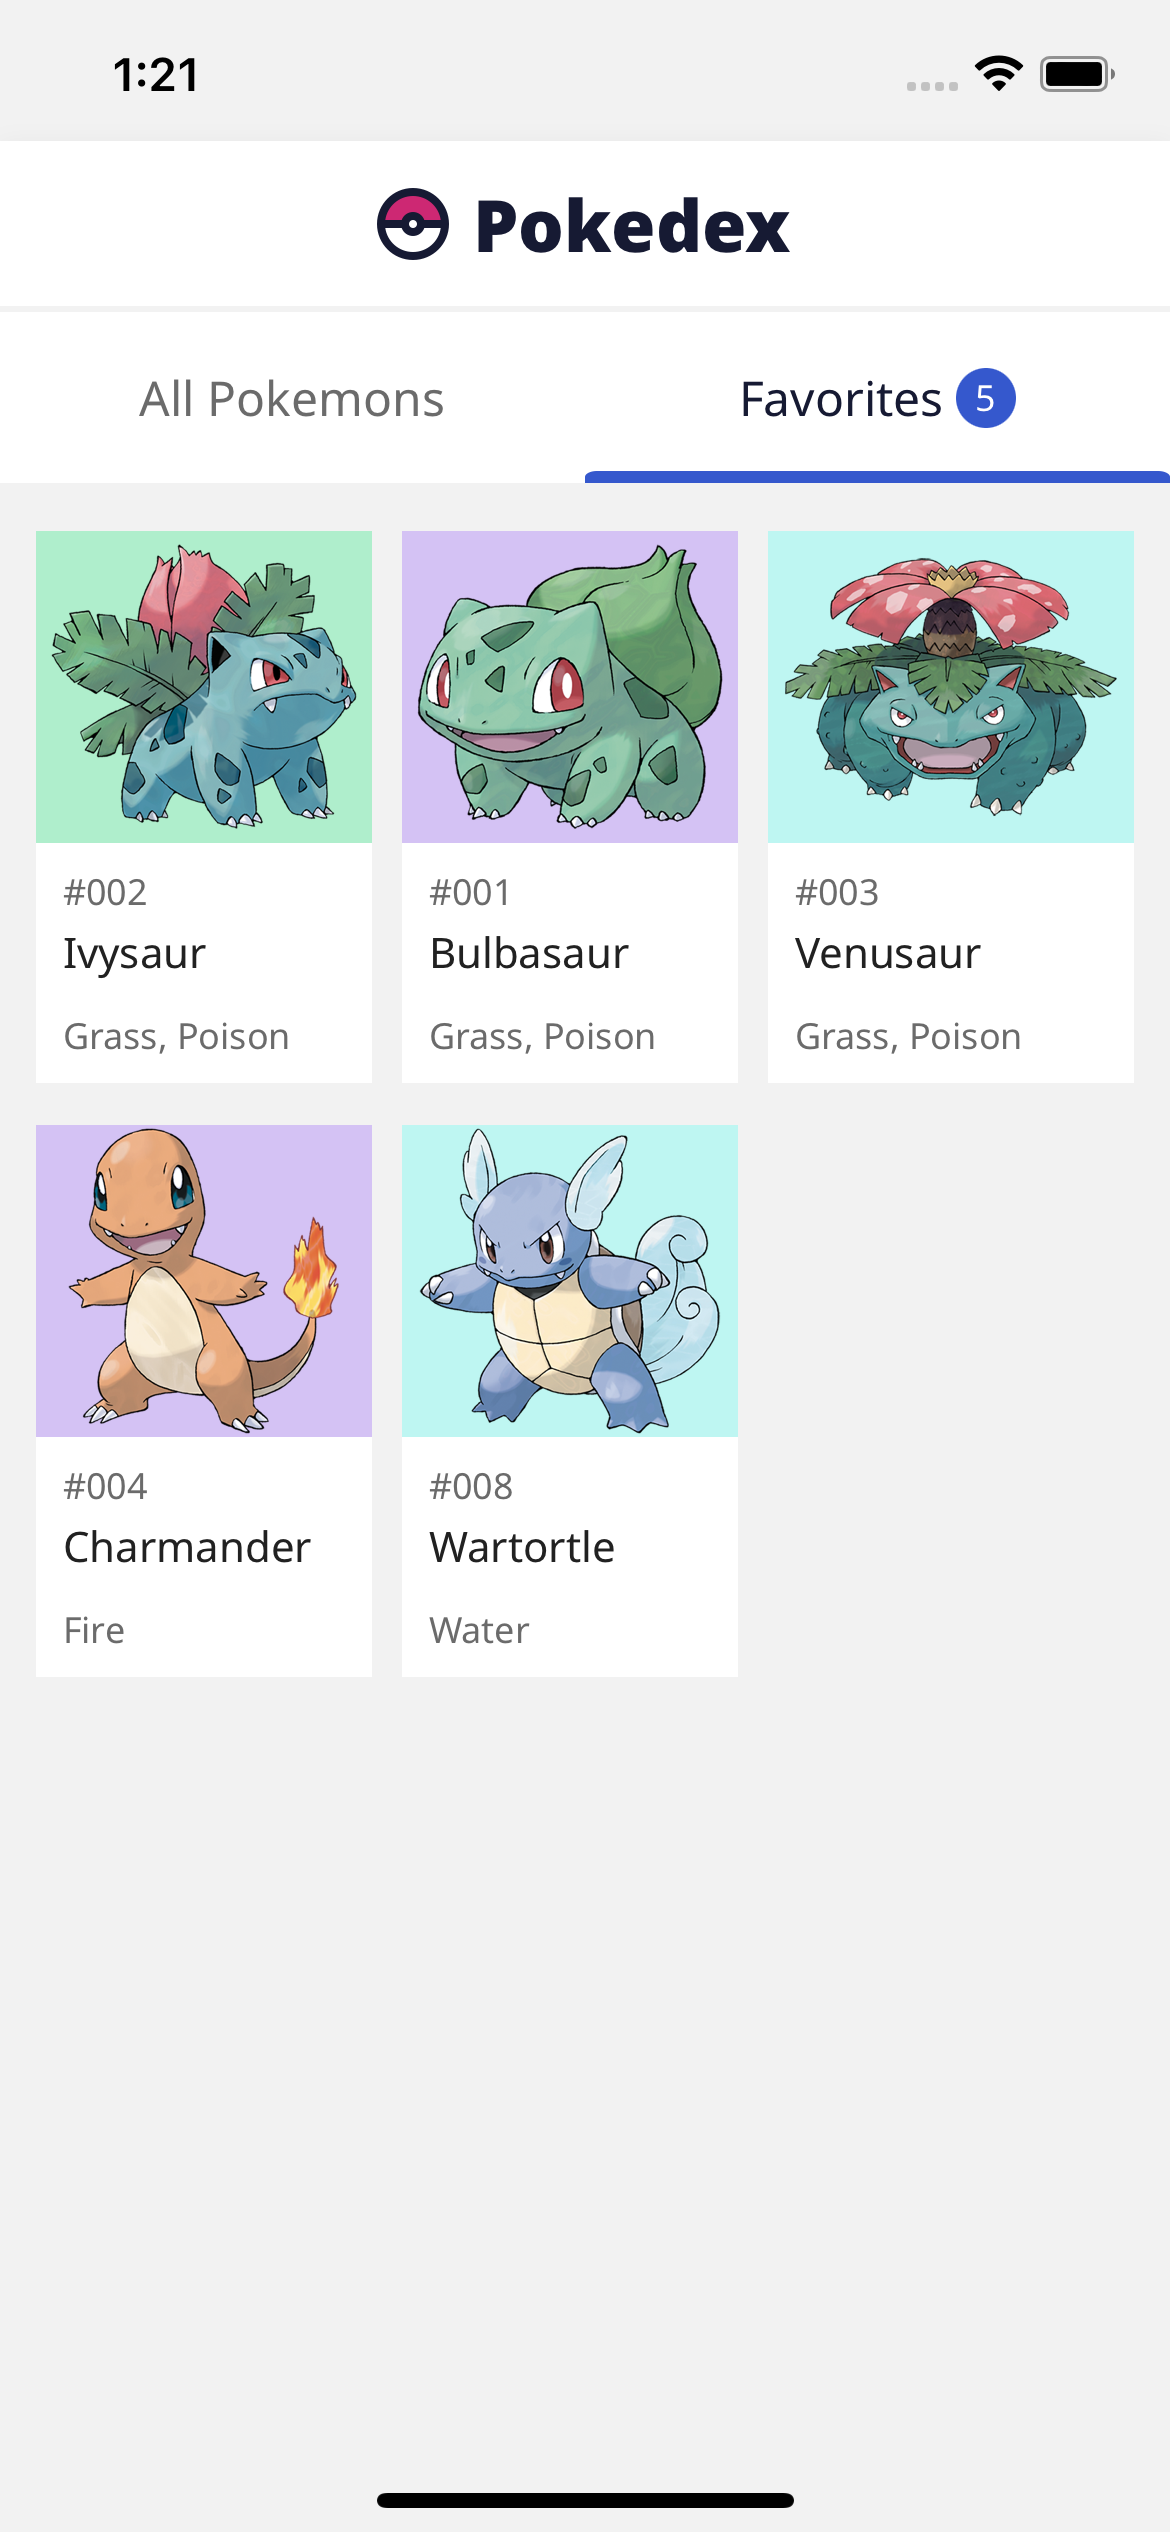 1:21
Pokedex
All Pokemons
Favorites 5
#002
Ivysaur
Grass, Poison
#001
Bulbasaur
Grass, Poison
#003
Venusaur
Grass, Poison
#004
Charmander
Fire
#008
Wartortle
Water